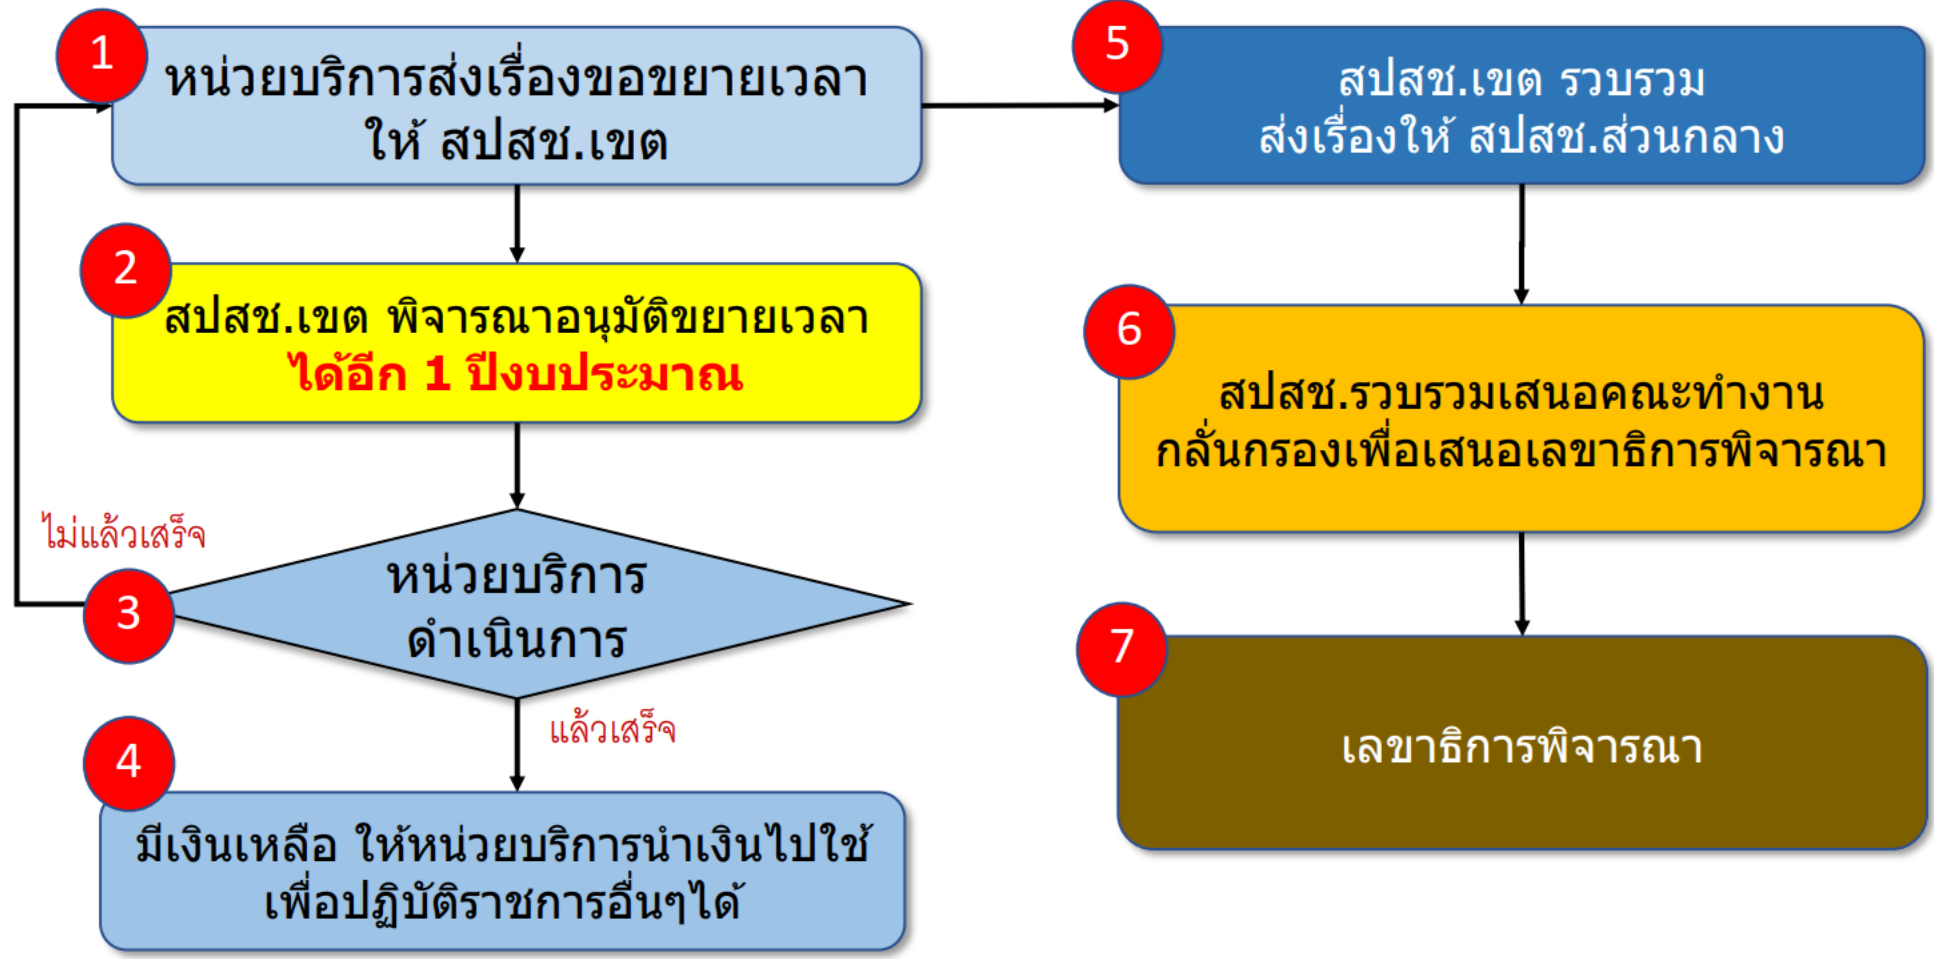 1
หน่วยบริการส่งเรื่องขอขยายเวลา
ให้ สปสช.เขต
2
สปสช.เขต พิจารณาอนุมัติขยายเวลา
ได้อีก 1 ปีงบประมาณ
ไม่แล้วเสร็จ
3
หน่วยบริการ
ดำเนินการ
แล้วเสร็จ
4
มีเงินเหลือ ให้หน่วยบริการนำเงินไปใช้
เพื่อปฏิบัติราชการอื่นๆได้
5
สปสช.เขต รวบรวม
ส่งเรื่องให้ สปสช.ส่วนกลาง
6
สปสช.รวบรวมเสนอคณะทำงาน
กลั่นกรองเพื่อเสนอเลขาธิการพิจารณา
7
เลขาธิการพิจารณา